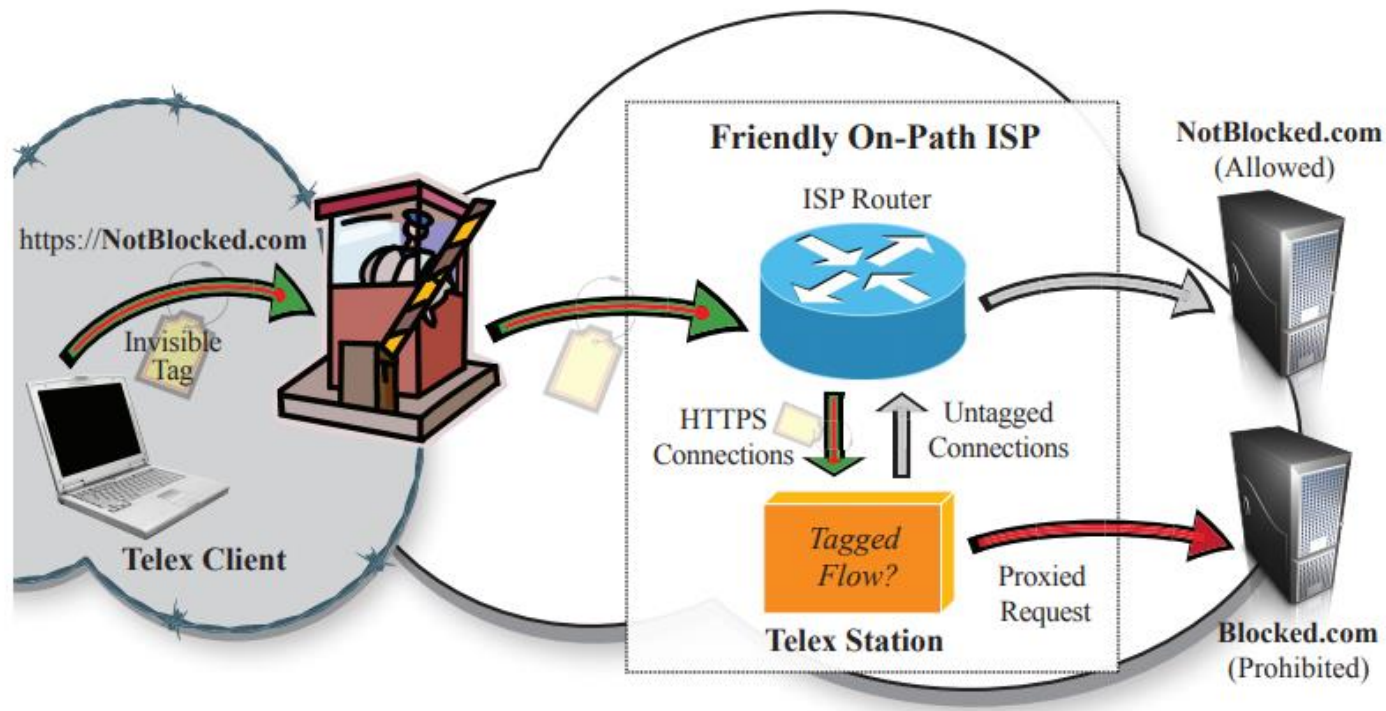 Friendly On-Path ISP
NotBlocked.com
(Allowed)
ISP Router
https://NotBlocked.com
Invisible
Tag
HTTPS
Connections
Untagged
Connections
Telex Client
Tagged
Flow?
Proxied
Request
Telex Station
Blocked.com
(Prohibited)